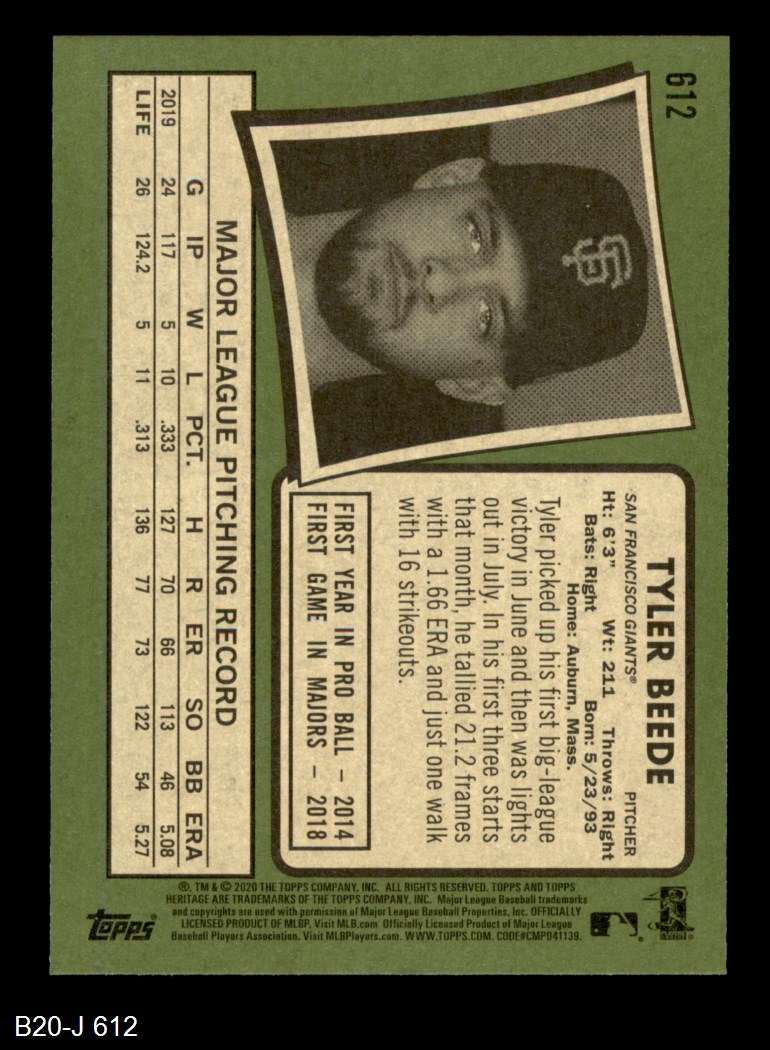 612
TYLER BEEDE
SAN FRANCISCO GIANTS® PITCHER
Ht: 6'3" Wt: 211 Throws: Right
Bats: Right Born: 5/23/93
Home: Auburn, Mass.
Tyler picked up his first big-league
victory in June and then was lights
out in July. In his first three starts
that month, he tallied 21.2 frames
with a 1.66 ERA and just one walk
with 16 strikeouts.
FIRST YEAR IN PRO BALL – 2014
FIRST GAME IN MAJORS – 2018
SF
MAJOR LEAGUE PITCHING RECORD
G IP W L PCT. H R ER SO BB ERA
2019 24 117 5 10 .333 127 70 66 113 46 5.08
LIFE 26 124.2 5 11 .313 136 77 73 122 54 5.27
®, TM & © 2020 THE TOPPS COMPANY, INC. ALL RIGHTS RESERVED. TOPPS AND TOPPS
HERITAGE ARE TRADEMARKS OF THE TOPPS COMPANY, INC. Major League Baseball trademarks
and copyrights are used with permission of Major League Baseball Properties, Inc. OFFICIALLY
LICENSED PRODUCT OF MLBP. Visit MLB.com Officially Licensed Product of Major League
Baseball Players Association. Visit MLBPlayers.com. WWW.TOPPS.COM. CODE#CMP041139.
TOPPS
B20-J 612